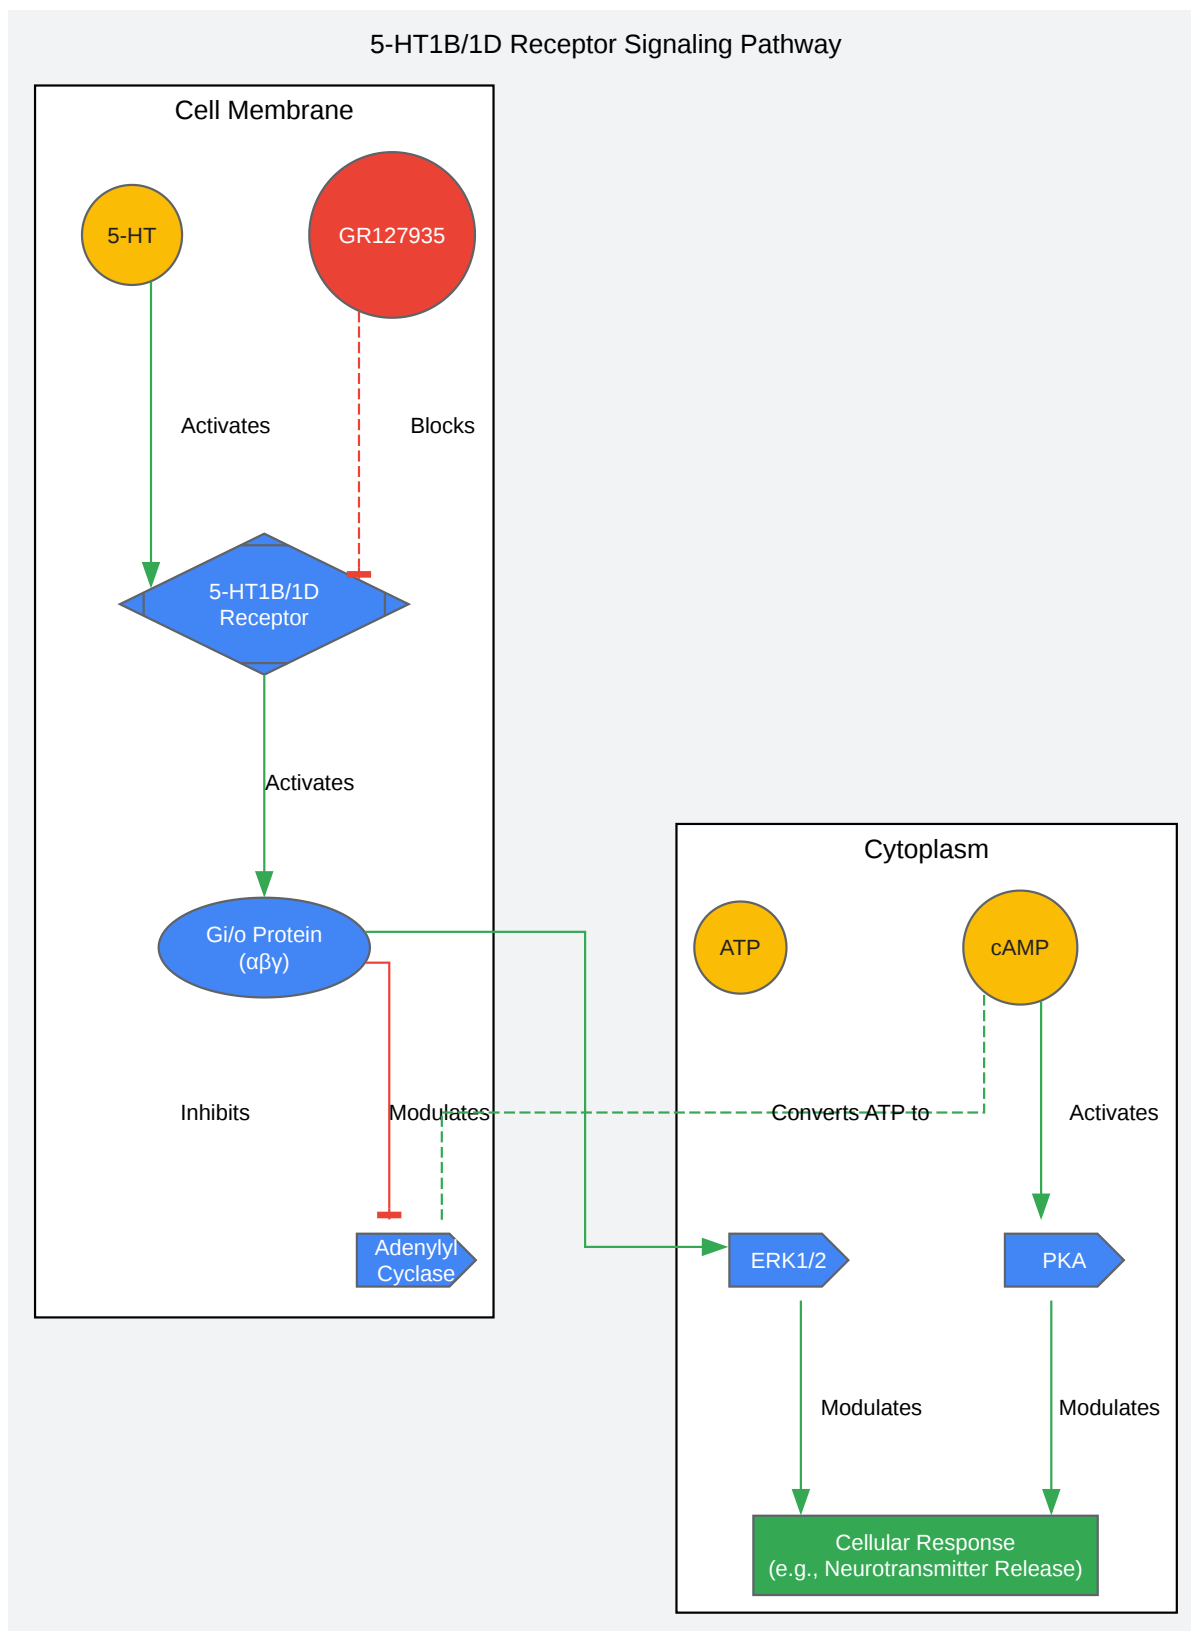 5-HT1B/1D Receptor Signaling Pathway
Cell Membrane
5-HT
GR127935
Activates
Blocks
5-HT1B/1D
Receptor
Activates
Gi/o Protein
(αβγ)
Inhibits
Modulates
Adenylyl
Cyclase
Cytoplasm
ATP
cAMP
Converts ATP to
Activates
ERK1/2
PKA
Modulates
Modulates
Cellular Response
(e.g., Neurotransmitter Release)